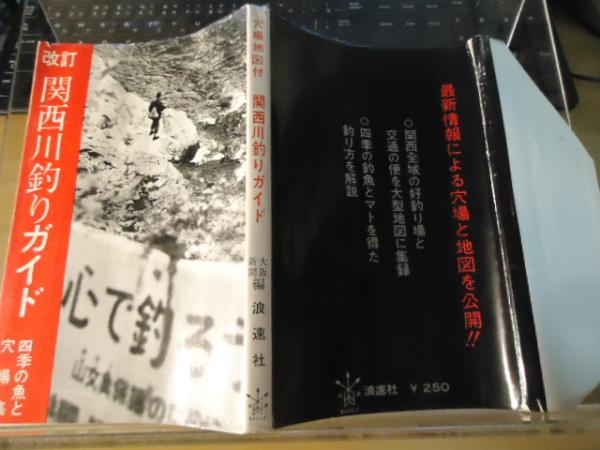 改訂
関西川釣りガイド
四季の魚と
穴場集
心で釣る
山女魚保護の
穴場地図付
関西川釣りガイド
大阪
新聞
編
浪速社
最新情報による穴場と地図を公開!!
○関西全域の好釣り場と
交通の便を大型地図に集録
○四季の釣魚とマトを得た
釣り方を解説
浪速社 ¥250